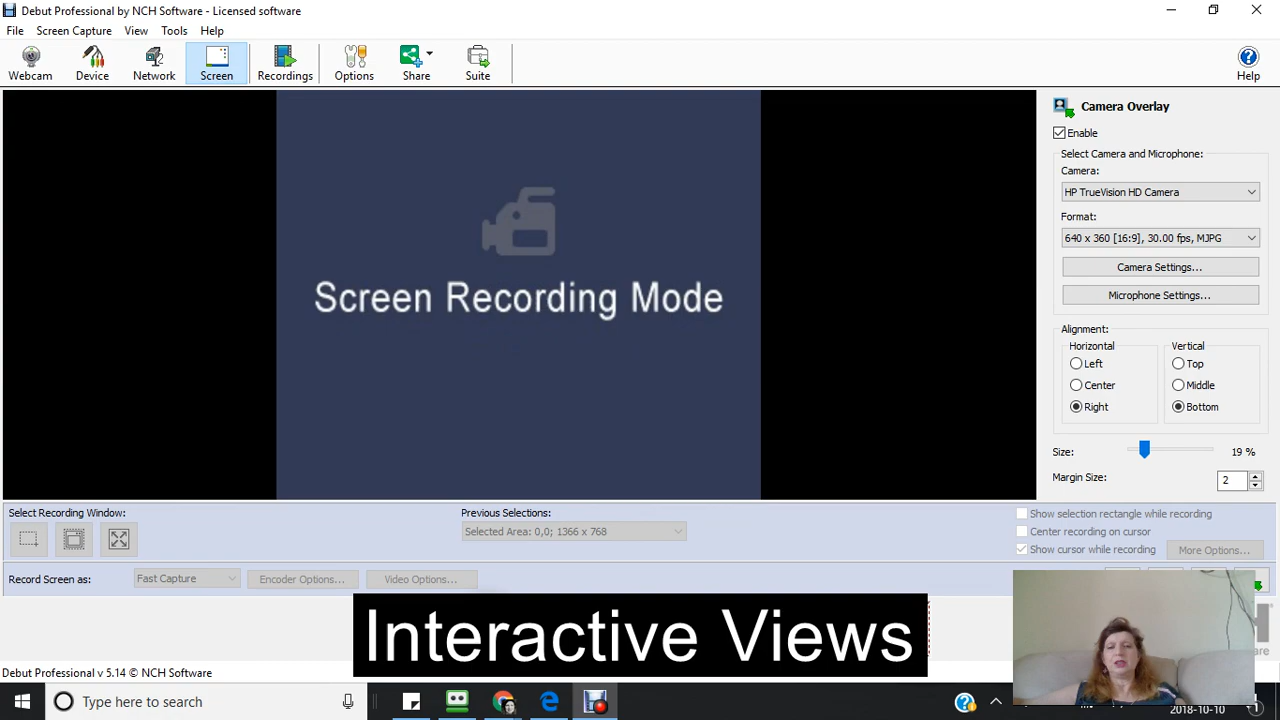 Debut Professional by NCH Software - Licensed software
File Screen Capture View Tools Help
Webcam Device Network Screen Recordings Options Share Suite Help
Camera Overlay
Enable
Select Camera and Microphone:
Camera:
HP TrueVision HD Camera
Format:
640 x 360 [16:9], 30.00 fps, MJPG
Camera Settings...
Microphone Settings...
Alignment:
Horizontal Vertical
Left Top
Center Middle
Right Bottom
Size: 19 %
Margin Size: 2
Screen Recording Mode
Select Recording Window:
Previous Selections:
Selected Area: 0,0; 1366 x 768
Show selection rectangle while recording
Center recording on cursor
Show cursor while recording More Options...
Record Screen as: Fast Capture Encoder Options... Video Options...
Interactive Views
Debut Professional v 5.14 © NCH Software
Type here to search
2018-10-10